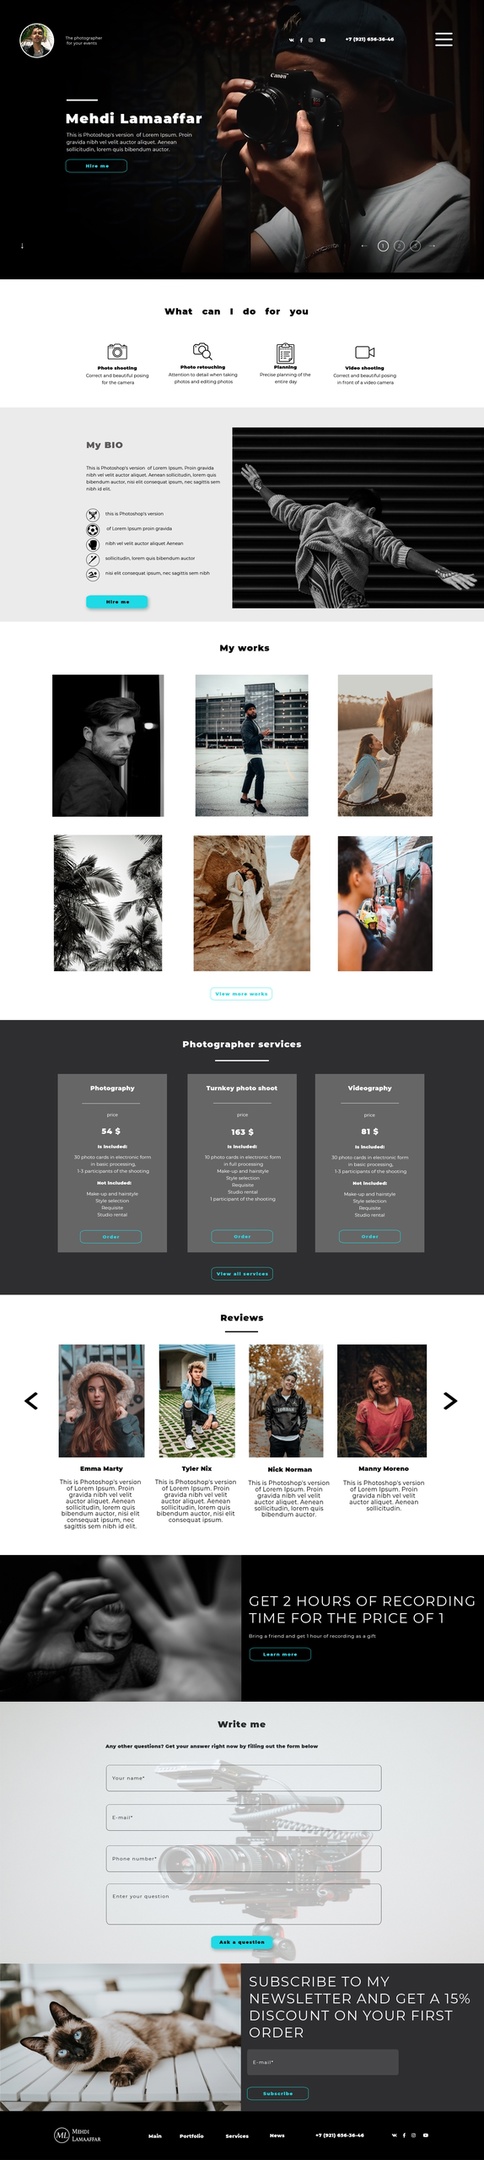 The photographer
for your events
+7 (921) 656-36-46
Canon
Mehdi Lamaaffar
This is Photoshop's version of Lorem Ipsum. Proin
gravida nibh vel velit auctor aliquet. Aenean
sollicitudin, lorem quis bibendum auctor.
Hire me
↓
← 1 2 3 →
What can I do for you
Photo shooting
Correct and beautiful posing
for the camera
Photo retouching
Attention to detail when taking
photos and editing photos
Planning
Precise planning of the
entire day
Video shooting
Correct and beautiful posing
in front of a video camera
My BIO
This is Photoshop's version of Lorem Ipsum. Proin gravida
nibh vel velit auctor aliquet. Aenean sollicitudin, lorem quis
bibendum auctor, nisi elit consequat ipsum, nec sagittis sem
nibh id elit.
this is Photoshop's version
of Lorem Ipsum proin gravida
nibh vel velit auctor aliquet Aenean
sollicitudin, lorem quis bibendum auctor
nisi elit consequat ipsum, nec sagittis sem nibh
Hire me
My works
View more works
Photographer services
Photography
price
54 $
Is included:
30 photo cards in electronic form
in basic processing,
1-3 participants of the shooting
Not included:
Make-up and hairstyle
Style selection
Requisite
Studio rental
Order
Turnkey photo shoot
price
163 $
Is included:
10 photo cards in electronic form
in full processing
Make-up and hairstyle
Style selection
Requisite
Studio rental
1 participant of the shooting
Order
Videography
price
81 $
Is included:
30 photo cards in electronic form
in basic processing,
1-3 participants of the shooting
Not included:
Make-up and hairstyle
Style selection
Requisite
Studio rental
Order
View all services
Reviews
Emma Marty
This is Photoshop's version
of Lorem Ipsum. Proin
gravida nibh vel velit
auctor aliquet. Aenean
sollicitudin, lorem quis
bibendum auctor, nisi elit
consequat ipsum, nec
sagittis sem nibh id elit.
Tyler Nix
This is Photoshop's version
of Lorem Ipsum. Proin
gravida nibh vel velit
auctor aliquet. Aenean
sollicitudin, lorem quis
bibendum auctor, nisi elit
consequat ipsum.
Nick Norman
This is Photoshop's version
of Lorem Ipsum. Proin
gravida nibh vel velit
auctor aliquet. Aenean
sollicitudin, lorem quis
bibendum auctor.
Manny Moreno
This is Photoshop's version
of Lorem Ipsum. Proin
gravida nibh vel velit
auctor aliquet. Aenean
sollicitudin.
GET 2 HOURS OF RECORDING
TIME FOR THE PRICE OF 1
Bring a friend and get 1 hour of recording as a gift
Learn more
Write me
Any other questions? Get your answer right now by filling out the form below
Your name*
E-mail*
Phone number*
Enter your question
Ask a question
SUBSCRIBE TO MY
NEWSLETTER AND GET A 15%
DISCOUNT ON YOUR FIRST
ORDER
E-mail*
Subscribe
ML
MEHDI
LAMAAFFAR
Main
Portfolio
Services
News
+7 (921) 656-36-46